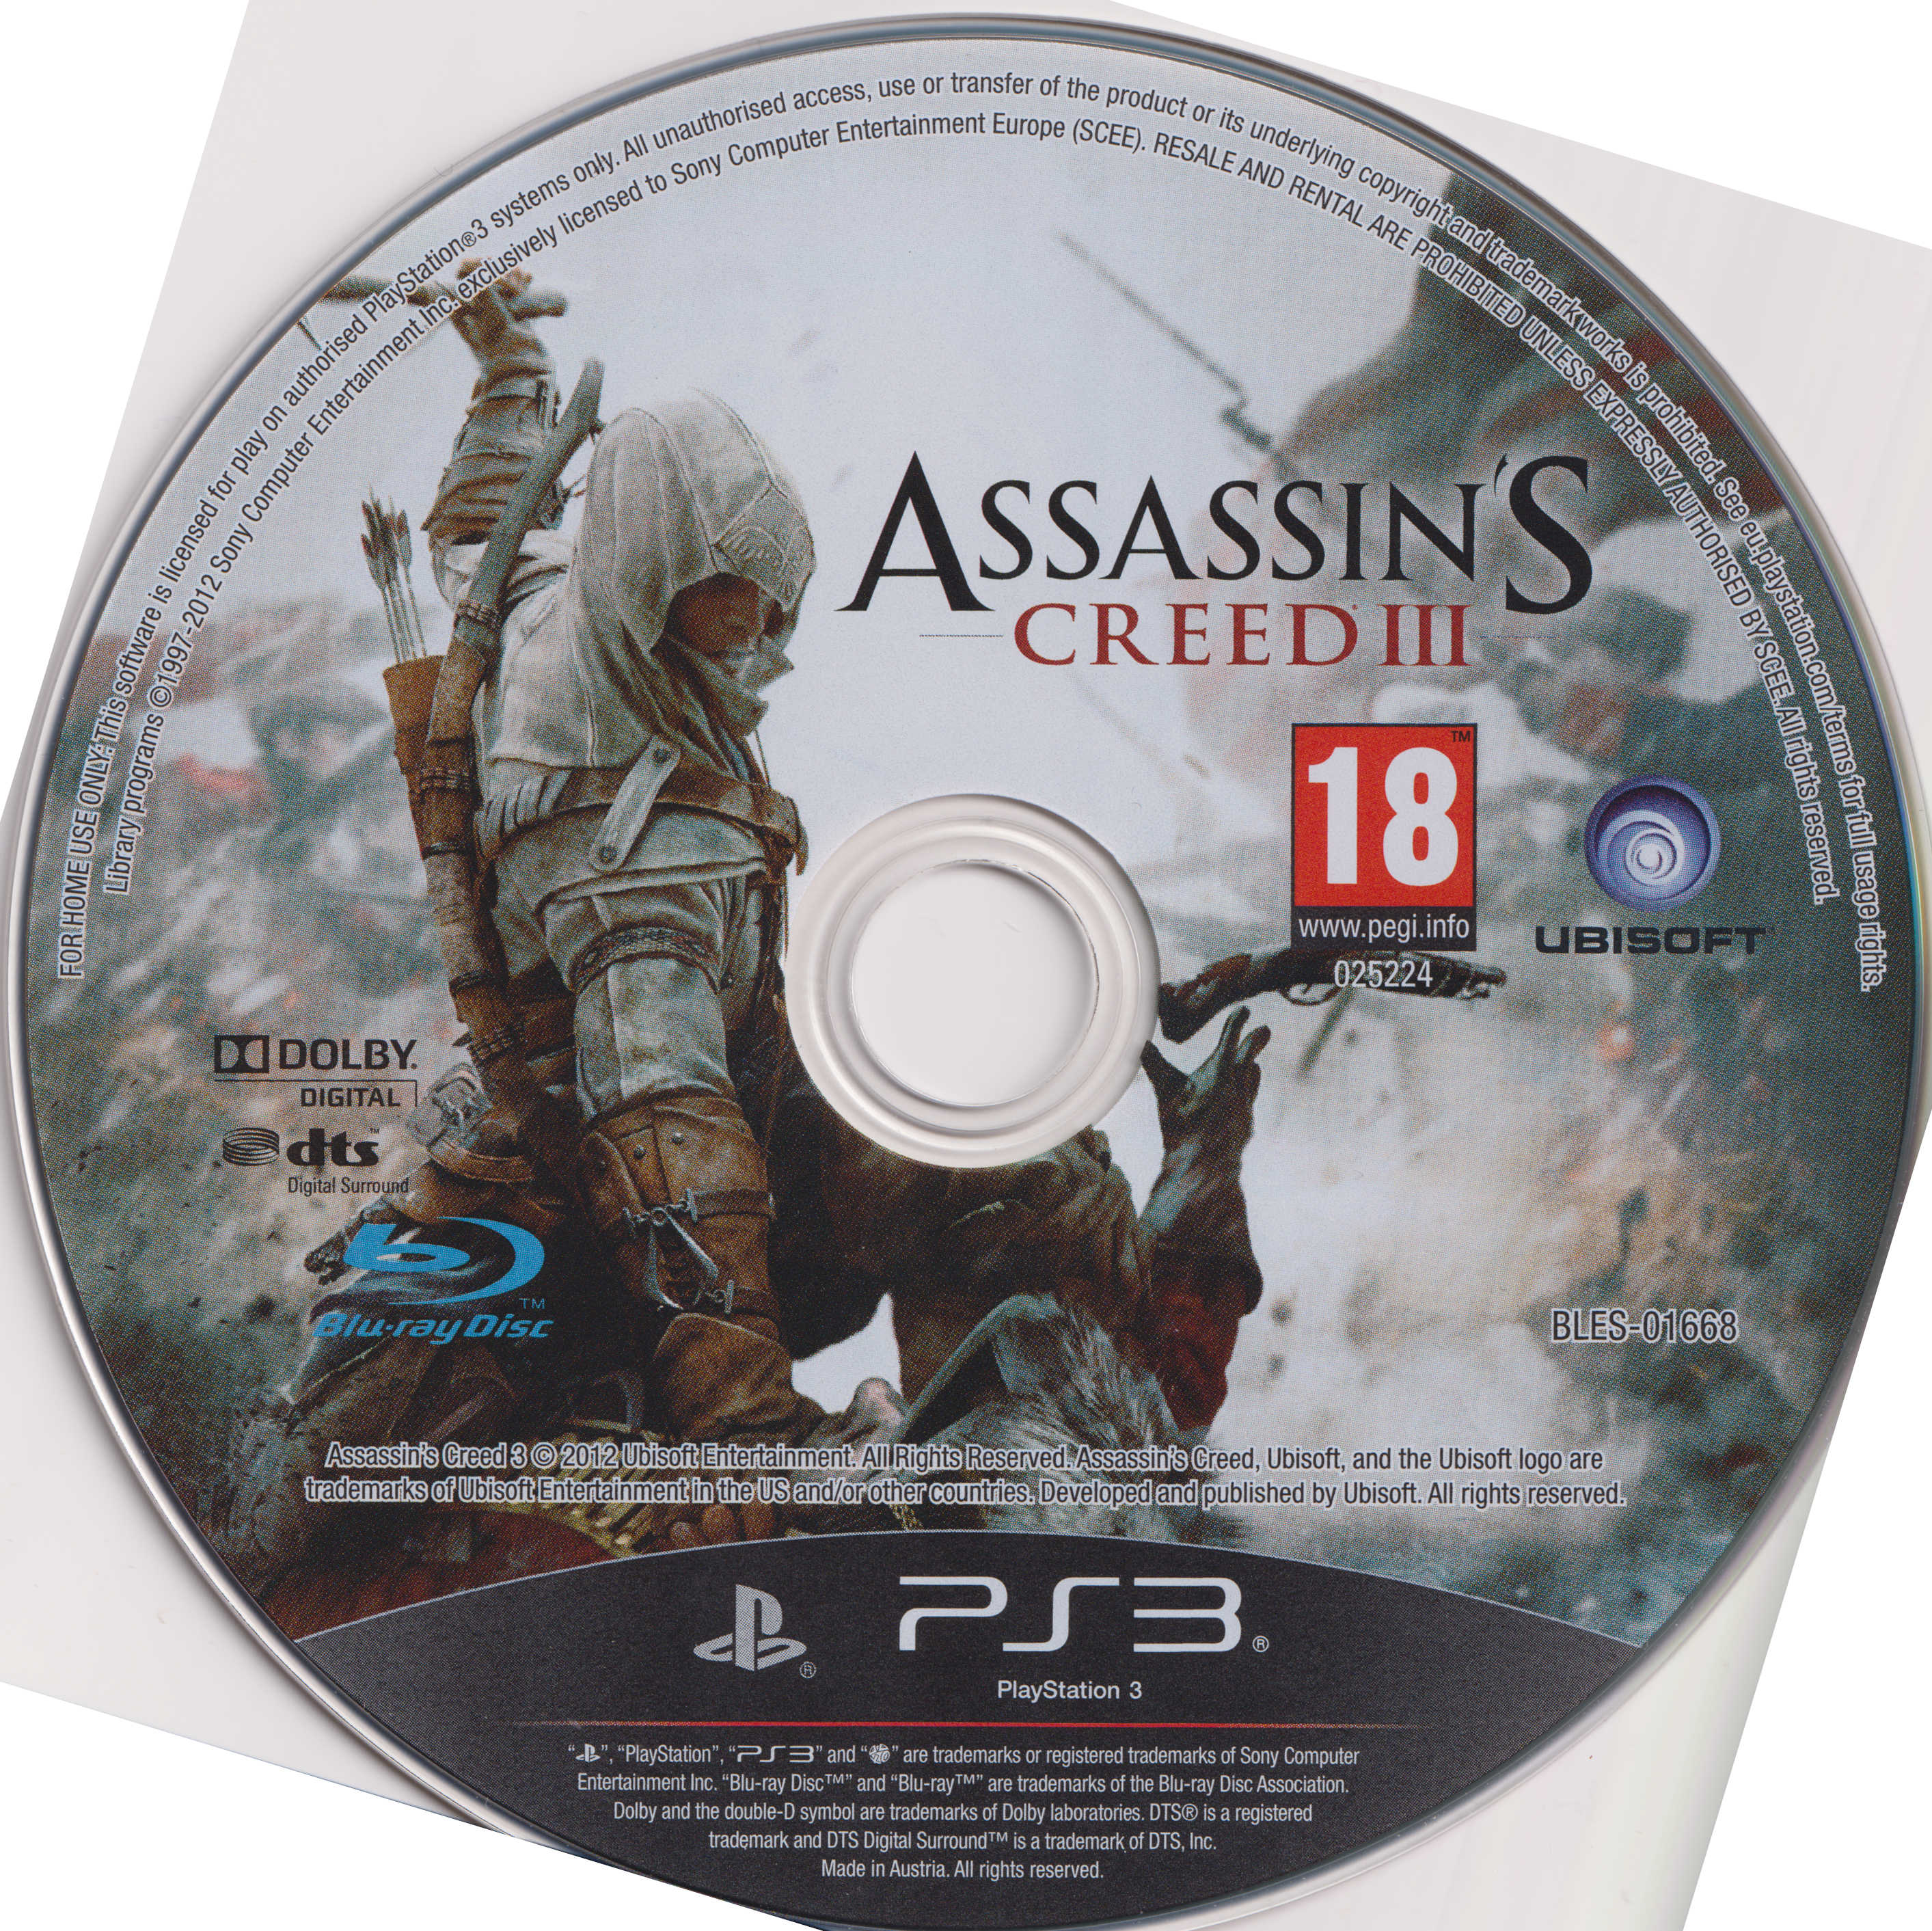 FOR HOME USE ONLY: This software is licensed for play on authorised PlayStation®3 systems only. All unauthorised access, use or transfer of the product or its underlying copyright and trademark works is prohibited. See eu.playstation.com/terms for full usage rights.
Library programs ©1997-2012 Sony Computer Entertainment Inc. exclusively licensed to Sony Computer Entertainment Europe (SCEE). RESALE AND RENTAL ARE PROHIBITED UNLESS EXPRESSLY AUTHORISED BY SCEE. All rights reserved.
ASSASSIN'S
CREED III
18™
www.pegi.info
025224
UBISOFT
DOLBY.
DIGITAL
dts™
Digital Surround
Blu-ray Disc™
BLES-01668
Assassin's Creed 3 © 2012 Ubisoft Entertainment. All Rights Reserved. Assassin's Creed, Ubisoft, and the Ubisoft logo are
trademarks of Ubisoft Entertainment in the US and/or other countries. Developed and published by Ubisoft. All rights reserved.
PS3®
PlayStation 3
“”, “PlayStation”, “PS3” and “” are trademarks or registered trademarks of Sony Computer
Entertainment Inc. “Blu-ray Disc™” and “Blu-ray™” are trademarks of the Blu-ray Disc Association.
Dolby and the double-D symbol are trademarks of Dolby laboratories. DTS® is a registered
trademark and DTS Digital Surround™ is a trademark of DTS, Inc.
Made in Austria. All rights reserved.